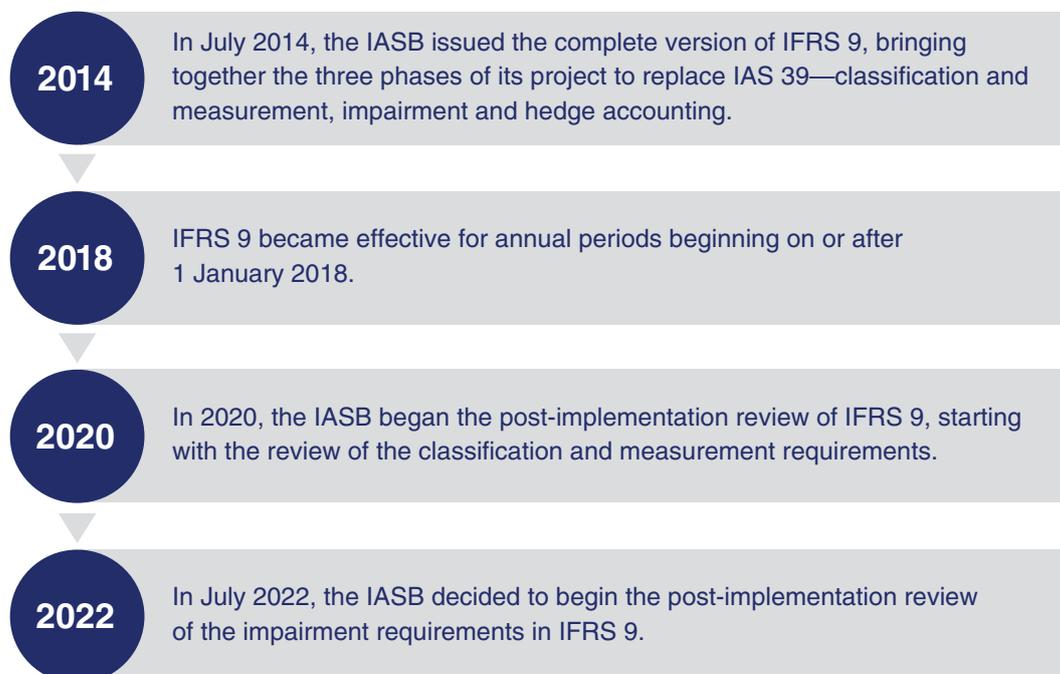 2014
In July 2014, the IASB issued the complete version of IFRS 9, bringing
together the three phases of its project to replace IAS 39—classification and
measurement, impairment and hedge accounting.
2018
IFRS 9 became effective for annual periods beginning on or after
1 January 2018.
2020
In 2020, the IASB began the post-implementation review of IFRS 9, starting
with the review of the classification and measurement requirements.
2022
In July 2022, the IASB decided to begin the post-implementation review
of the impairment requirements in IFRS 9.